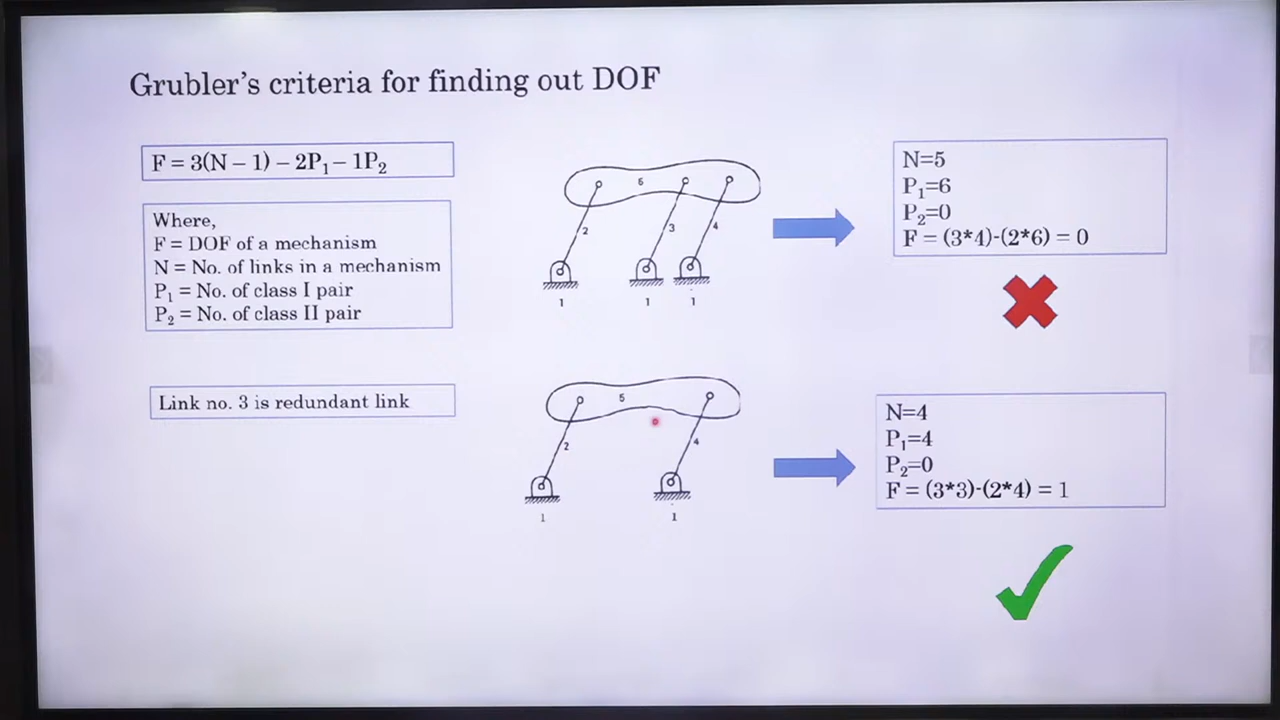 Grubler's criteria for finding out DOF
F = 3(N – 1) – 2P₁ – 1P₂
Where,
F = DOF of a mechanism
N = No. of links in a mechanism
P₁ = No. of class I pair
P₂ = No. of class II pair
Link no. 3 is redundant link
5
2
3
4
1
1
1
N=5
P₁=6
P₂=0
F = (3*4)-(2*6) = 0
5
2
4
1
1
N=4
P₁=4
P₂=0
F = (3*3)-(2*4) = 1